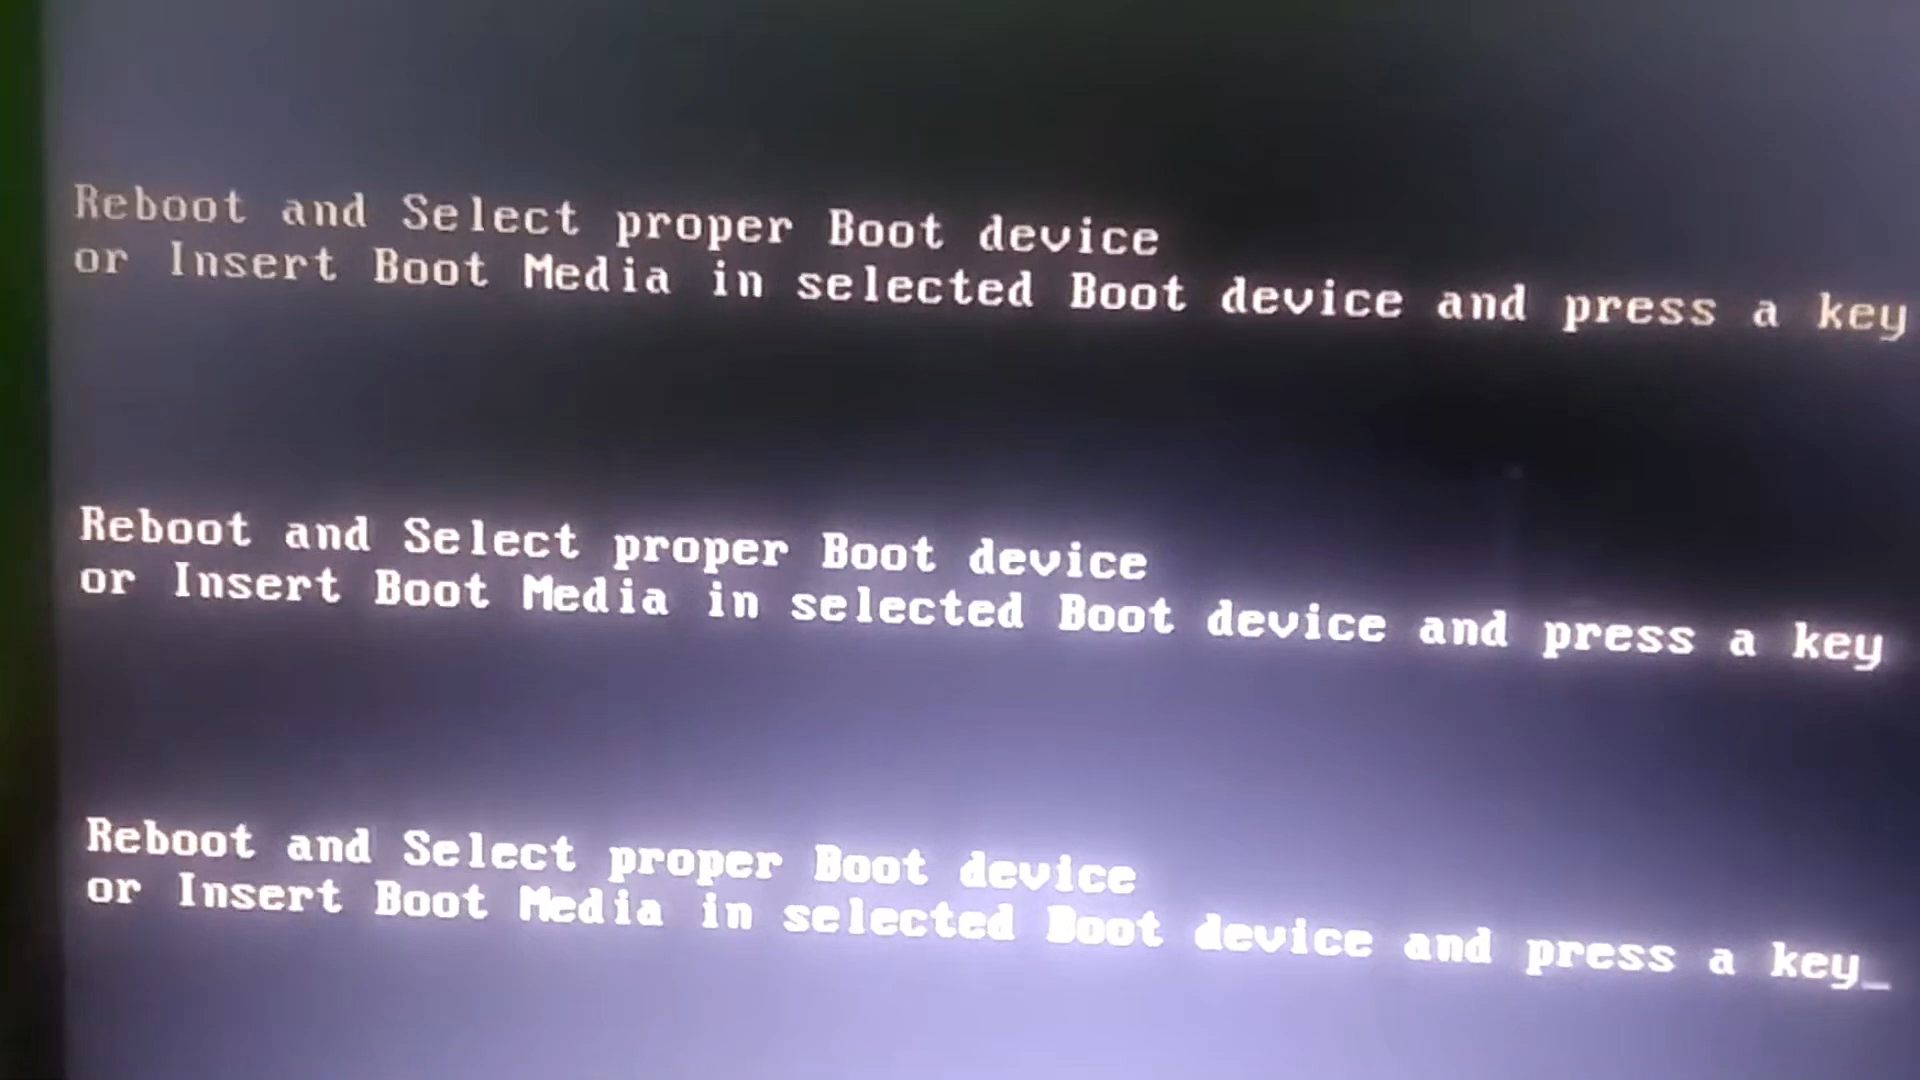 Reboot and Select proper Boot device
or Insert Boot Media in selected Boot device and press a key
Reboot and Select proper Boot device
or Insert Boot Media in selected Boot device and press a key
Reboot and Select proper Boot device
or Insert Boot Media in selected Boot device and press a key_